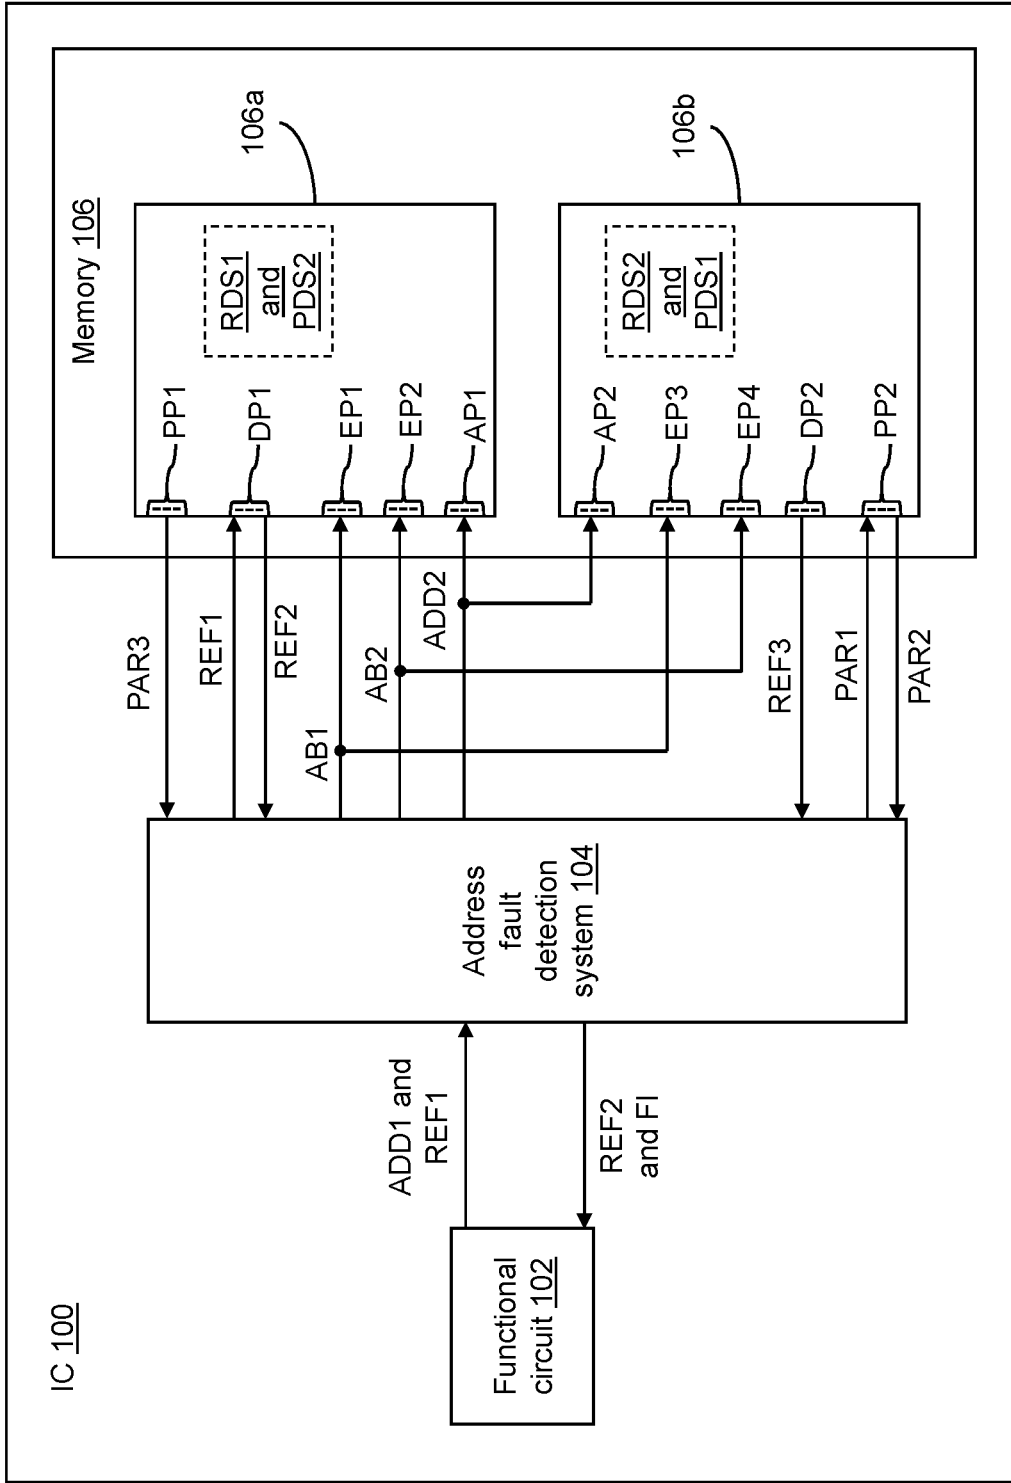 IC 100
Functional
circuit 102
ADD1 and
REF1
REF2
and FI
Address
fault
detection
system 104
PAR3
REF1
REF2
AB1
AB2
ADD2
REF3
PAR1
PAR2
Memory 106
106a
PP1
DP1
EP1
EP2
AP1
RDS1
and
PDS2
106b
AP2
EP3
EP4
DP2
PP2
RDS2
and
PDS1